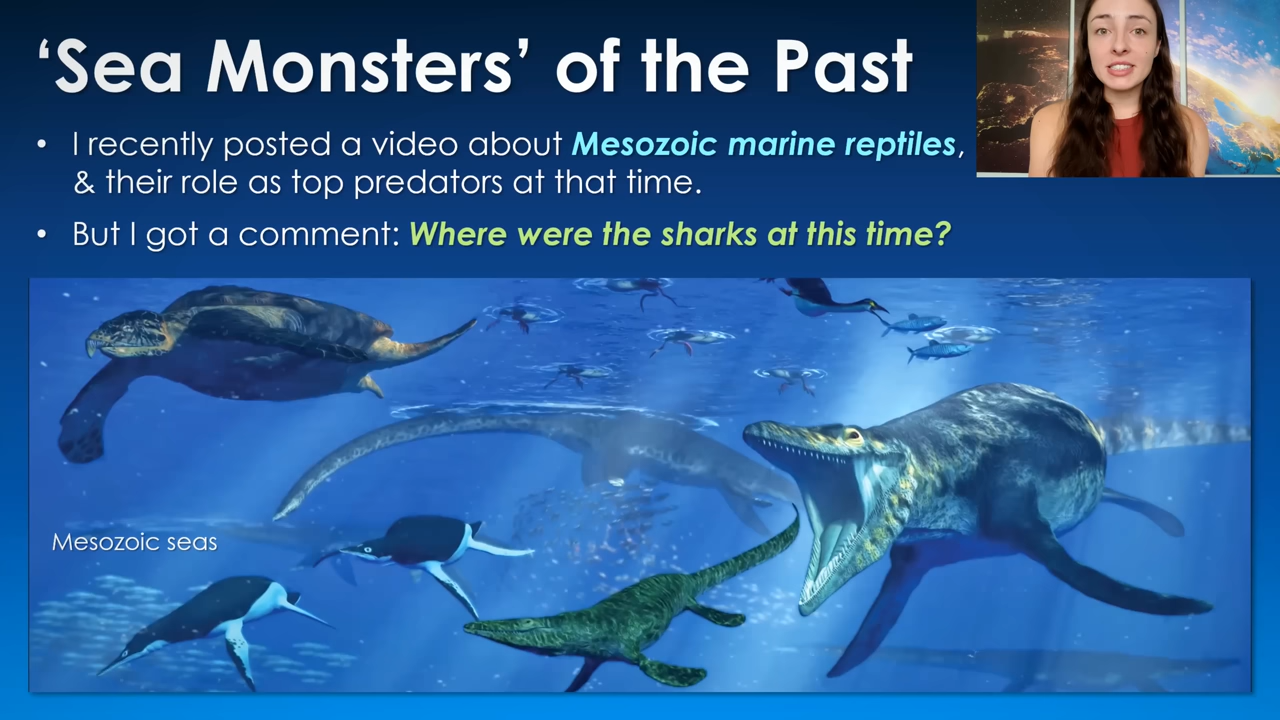 ‘Sea Monsters’ of the Past
• I recently posted a video about Mesozoic marine reptiles,
& their role as top predators at that time.
• But I got a comment: Where were the sharks at this time?
Mesozoic seas